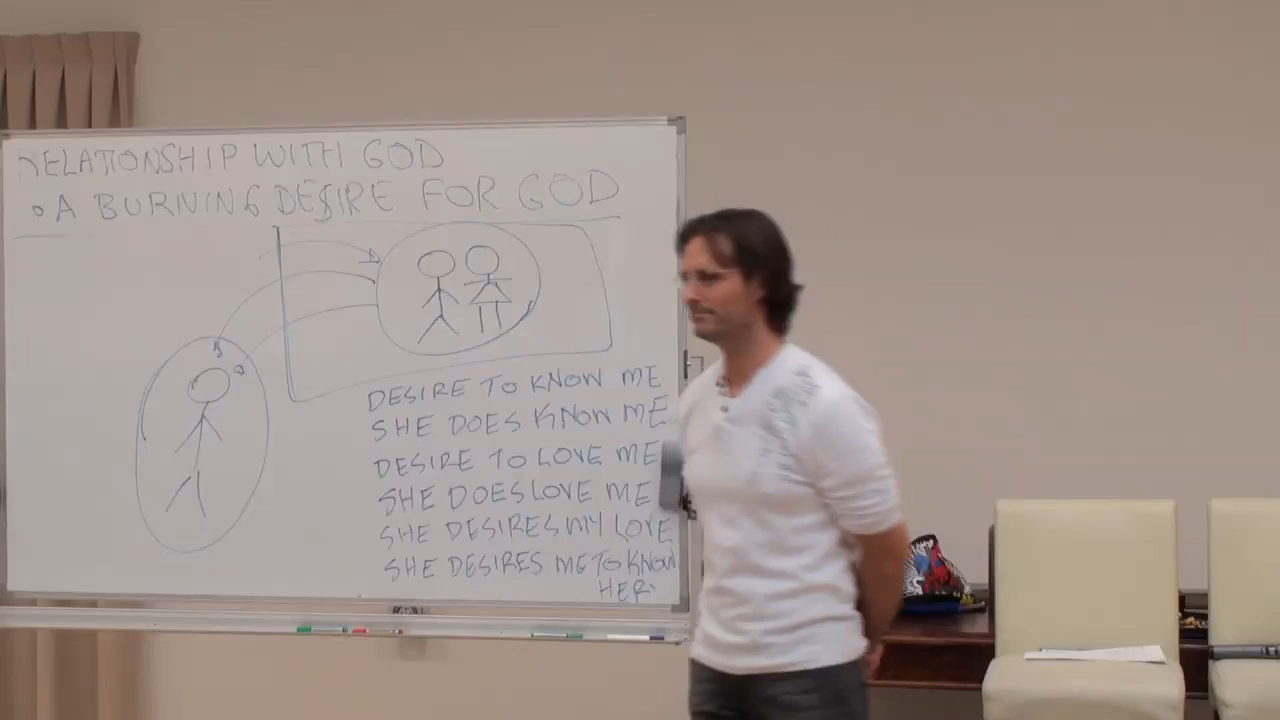 RELATIONSHIP WITH GOD
A BURNING DESIRE FOR GOD
DESIRE TO KNOW ME
SHE DOES KNOW ME
DESIRE TO LOVE ME
SHE DOES LOVE ME
SHE DESIRES MY LOVE
SHE DESIRES ME TO KNOW
HER